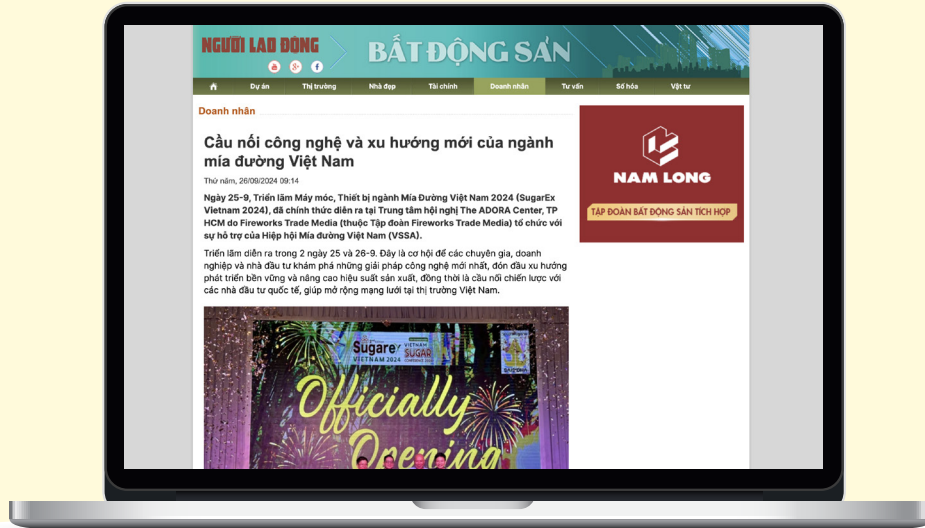 NGƯỜI LAO ĐỘNG
BẤT ĐỘNG SẢN
Dự án Thị trường Nhà đẹp Tài chính Doanh nhân Tư vấn Số hóa Vật tư
Doanh nhân
Cầu nối công nghệ và xu hướng mới của ngành
mía đường Việt Nam
Thứ năm, 26/09/2024 09:14
Ngày 25-9, Triển lãm Máy móc, Thiết bị ngành Mía Đường Việt Nam 2024 (SugarEx
Vietnam 2024), đã chính thức diễn ra tại Trung tâm hội nghị The ADORA Center, TP
HCM do Fireworks Trade Media (thuộc Tập đoàn Fireworks Trade Media) tổ chức với
sự hỗ trợ của Hiệp hội Mía đường Việt Nam (VSSA).
Triển lãm diễn ra trong 2 ngày 25 và 26-9. Đây là cơ hội để các chuyên gia, doanh
nghiệp và nhà đầu tư khám phá những giải pháp công nghệ mới nhất, đón đầu xu hướng
phát triển bền vững và nâng cao hiệu suất sản xuất, đồng thời là cầu nối chiến lược với
các nhà đầu tư quốc tế, giúp mở rộng mạng lưới tại thị trường Việt Nam.
NAM LONG
TẬP ĐOÀN BẤT ĐỘNG SẢN TÍCH HỢP
Sugarex
VIETNAM 2024
VIETNAM
SUGAR
Officially
Opening